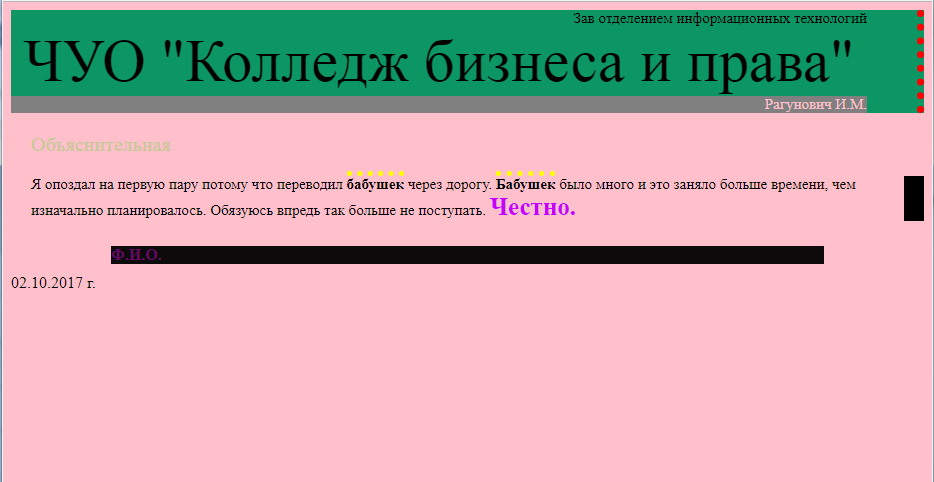 Зав отделением информационных технологий
ЧУО "Колледж бизнеса и права"
Рагунович И.М.
Объяснительная
Я опоздал на первую пару потому что переводил бабушек через дорогу. Бабушек было много и это заняло больше времени, чем
изначально планировалось. Обязуюсь впредь так больше не поступать. Честно.
Ф.И.О.
02.10.2017 г.